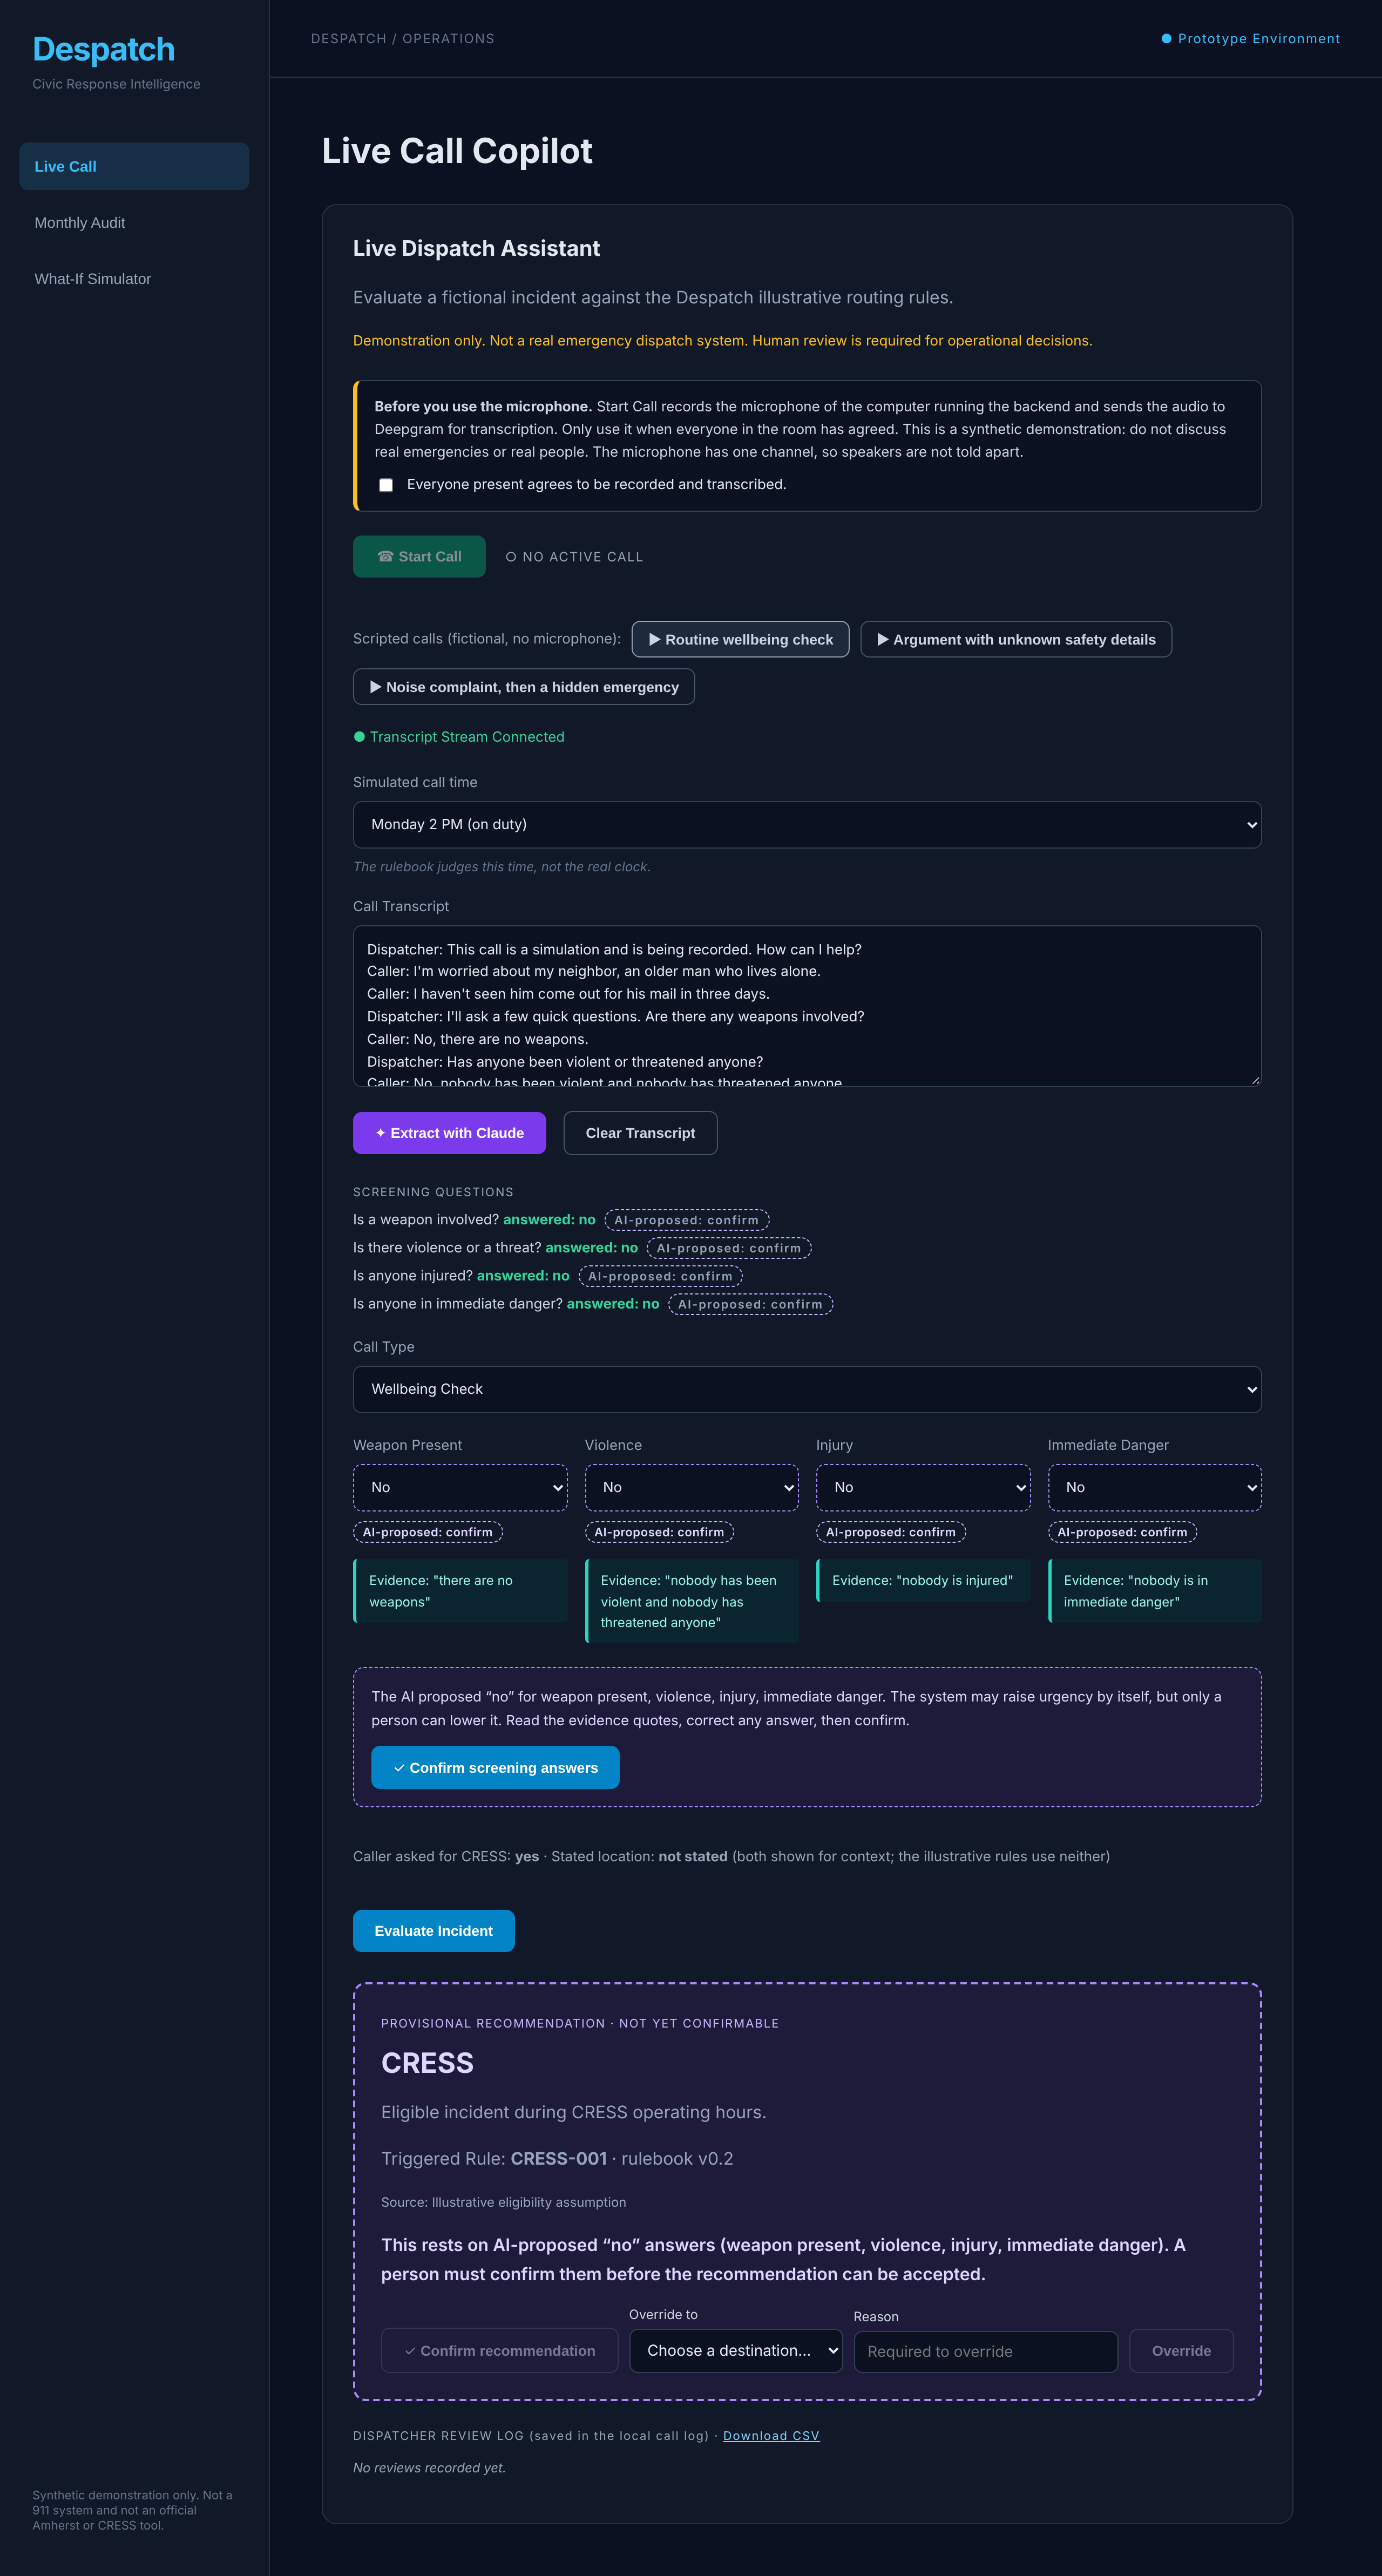 Despatch
Civic Response Intelligence
Live Call
Monthly Audit
What-If Simulator
Synthetic demonstration only. Not a
911 system and not an official
Amherst or CRESS tool.
DESPATCH / OPERATIONS
● Prototype Environment
Live Call Copilot
Live Dispatch Assistant
Evaluate a fictional incident against the Despatch illustrative routing rules.
Demonstration only. Not a real emergency dispatch system. Human review is required for operational decisions.
Before you use the microphone. Start Call records the microphone of the computer running the backend and sends the audio to
Deepgram for transcription. Only use it when everyone in the room has agreed. This is a synthetic demonstration: do not discuss
real emergencies or real people. The microphone has one channel, so speakers are not told apart.
Everyone present agrees to be recorded and transcribed.
☎ Start Call
○ NO ACTIVE CALL
Scripted calls (fictional, no microphone):
▶ Routine wellbeing check
▶ Argument with unknown safety details
▶ Noise complaint, then a hidden emergency
● Transcript Stream Connected
Simulated call time
Monday 2 PM (on duty)
The rulebook judges this time, not the real clock.
Call Transcript
Dispatcher: This call is a simulation and is being recorded. How can I help?
Caller: I'm worried about my neighbor, an older man who lives alone.
Caller: I haven't seen him come out for his mail in three days.
Dispatcher: I'll ask a few quick questions. Are there any weapons involved?
Caller: No, there are no weapons.
Dispatcher: Has anyone been violent or threatened anyone?
Caller: No, nobody has been violent and nobody has threatened anyone.
✦ Extract with Claude
Clear Transcript
SCREENING QUESTIONS
Is a weapon involved? answered: no AI-proposed: confirm
Is there violence or a threat? answered: no AI-proposed: confirm
Is anyone injured? answered: no AI-proposed: confirm
Is anyone in immediate danger? answered: no AI-proposed: confirm
Call Type
Wellbeing Check
Weapon Present
No
AI-proposed: confirm
Evidence: "there are no
weapons"
Violence
No
AI-proposed: confirm
Evidence: "nobody has been
violent and nobody has
threatened anyone"
Injury
No
AI-proposed: confirm
Evidence: "nobody is injured"
Immediate Danger
No
AI-proposed: confirm
Evidence: "nobody is in
immediate danger"
The AI proposed “no” for weapon present, violence, injury, immediate danger. The system may raise urgency by itself, but only a
person can lower it. Read the evidence quotes, correct any answer, then confirm.
✓ Confirm screening answers
Caller asked for CRESS: yes · Stated location: not stated (both shown for context; the illustrative rules use neither)
Evaluate Incident
PROVISIONAL RECOMMENDATION · NOT YET CONFIRMABLE
CRESS
Eligible incident during CRESS operating hours.
Triggered Rule: CRESS-001 · rulebook v0.2
Source: Illustrative eligibility assumption
This rests on AI-proposed “no” answers (weapon present, violence, injury, immediate danger). A
person must confirm them before the recommendation can be accepted.
✓ Confirm recommendation
Override to
Choose a destination...
Reason
Required to override
Override
DISPATCHER REVIEW LOG (saved in the local call log) · Download CSV
No reviews recorded yet.